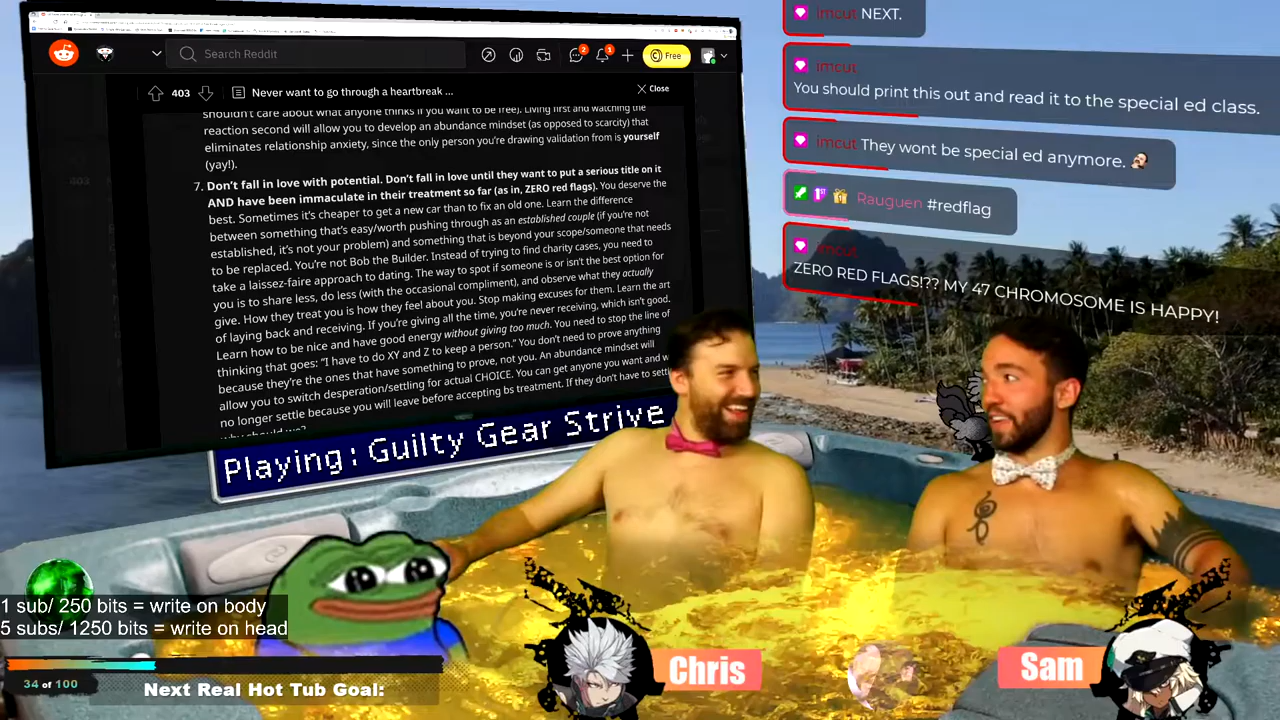 Search Reddit
2
1
Free
403
Never want to go through a heartbreak ...
Close
shouldn't care about what anyone thinks if you want to be free). Living first and watching the
reaction second will allow you to develop an abundance mindset (as opposed to scarcity) that
eliminates relationship anxiety, since the only person you're drawing validation from is yourself
(yay!).
7. Don't fall in love with potential. Don't fall in love until they want to put a serious title on it
AND have been immaculate in their treatment so far (as in, ZERO red flags). You deserve the
best. Sometimes it's cheaper to get a new car than to fix an old one. Learn the difference
between something that's easy/worth pushing through as an established couple (if you're not
established, it's not your problem) and something that is beyond your scope/someone that needs
to be replaced. You're not Bob the Builder. Instead of trying to find charity cases, you need to
take a laissez-faire approach to dating. The way to spot if someone is or isn't the best option for
you is to share less, do less (with the occasional compliment), and observe what they actually
give. How they treat you is how they feel about you. Stop making excuses for them. Learn the art
of laying back and receiving. If you're giving all the time, you're never receiving, which isn't good.
Learn how to be nice and have good energy without giving too much. You need to stop the line of
thinking that goes: "I have to do XY and Z to keep a person." You don't need to prove anything
because they're the ones that have something to prove, not you. An abundance mindset will
allow you to switch desperation/settling for actual CHOICE. You can get anyone you want and
no longer settle because you will leave before accepting bs treatment. If they don't have to
why should we?
Playing: Guilty Gear Strive
imcut NEXT.
imcut
You should print this out and read it to the special ed class.
imcut They wont be special ed anymore.
Rauguen #redflag
imcut
ZERO RED FLAGS!?? MY 47 CHROMOSOME IS HAPPY!
1 sub/ 250 bits = write on body
5 subs/ 1250 bits = write on head
34 of 100
Next Real Hot Tub Goal:
Chris
Sam